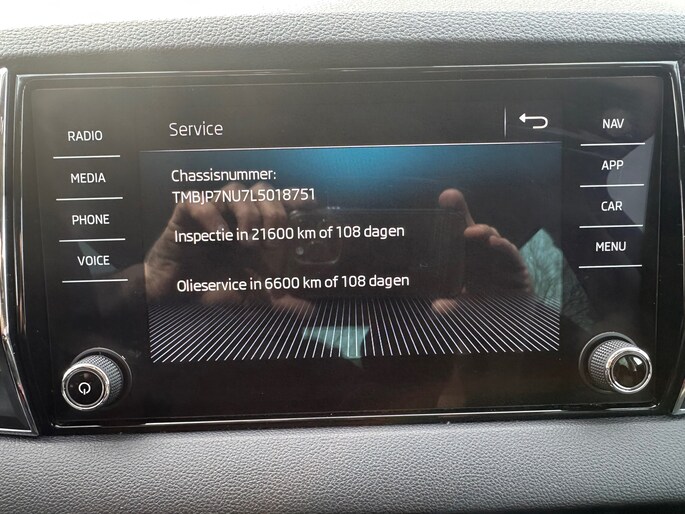 Service
RADIO
MEDIA
PHONE
VOICE
Chassisnummer:
TMBJP7NU7L5018751
Inspectie in 21600 km of 108 dagen
Olieservice in 6600 km of 108 dagen
NAV
APP
CAR
MENU